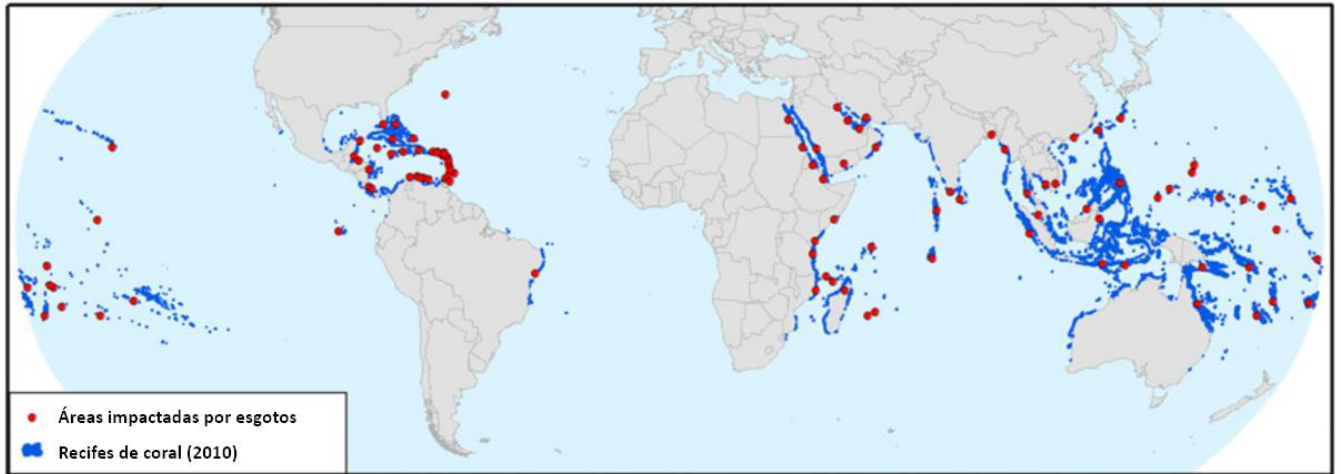 Áreas impactadas por esgotos
Recifes de coral (2010)